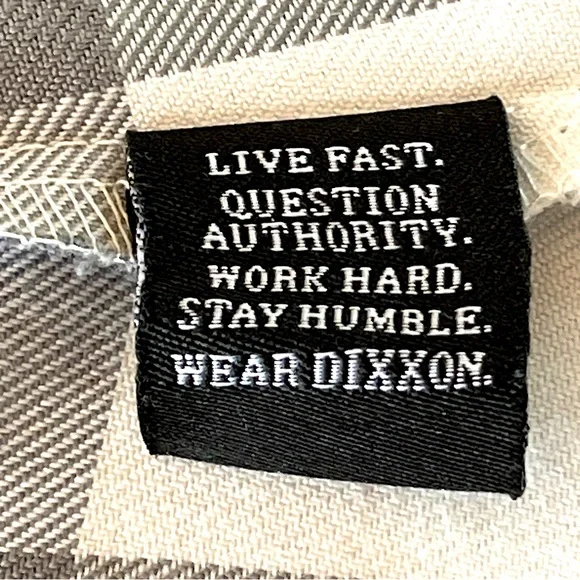 LIVE FAST.
QUESTION
AUTHORITY.
WORK HARD.
STAY HUMBLE.
WEAR DIXXON.